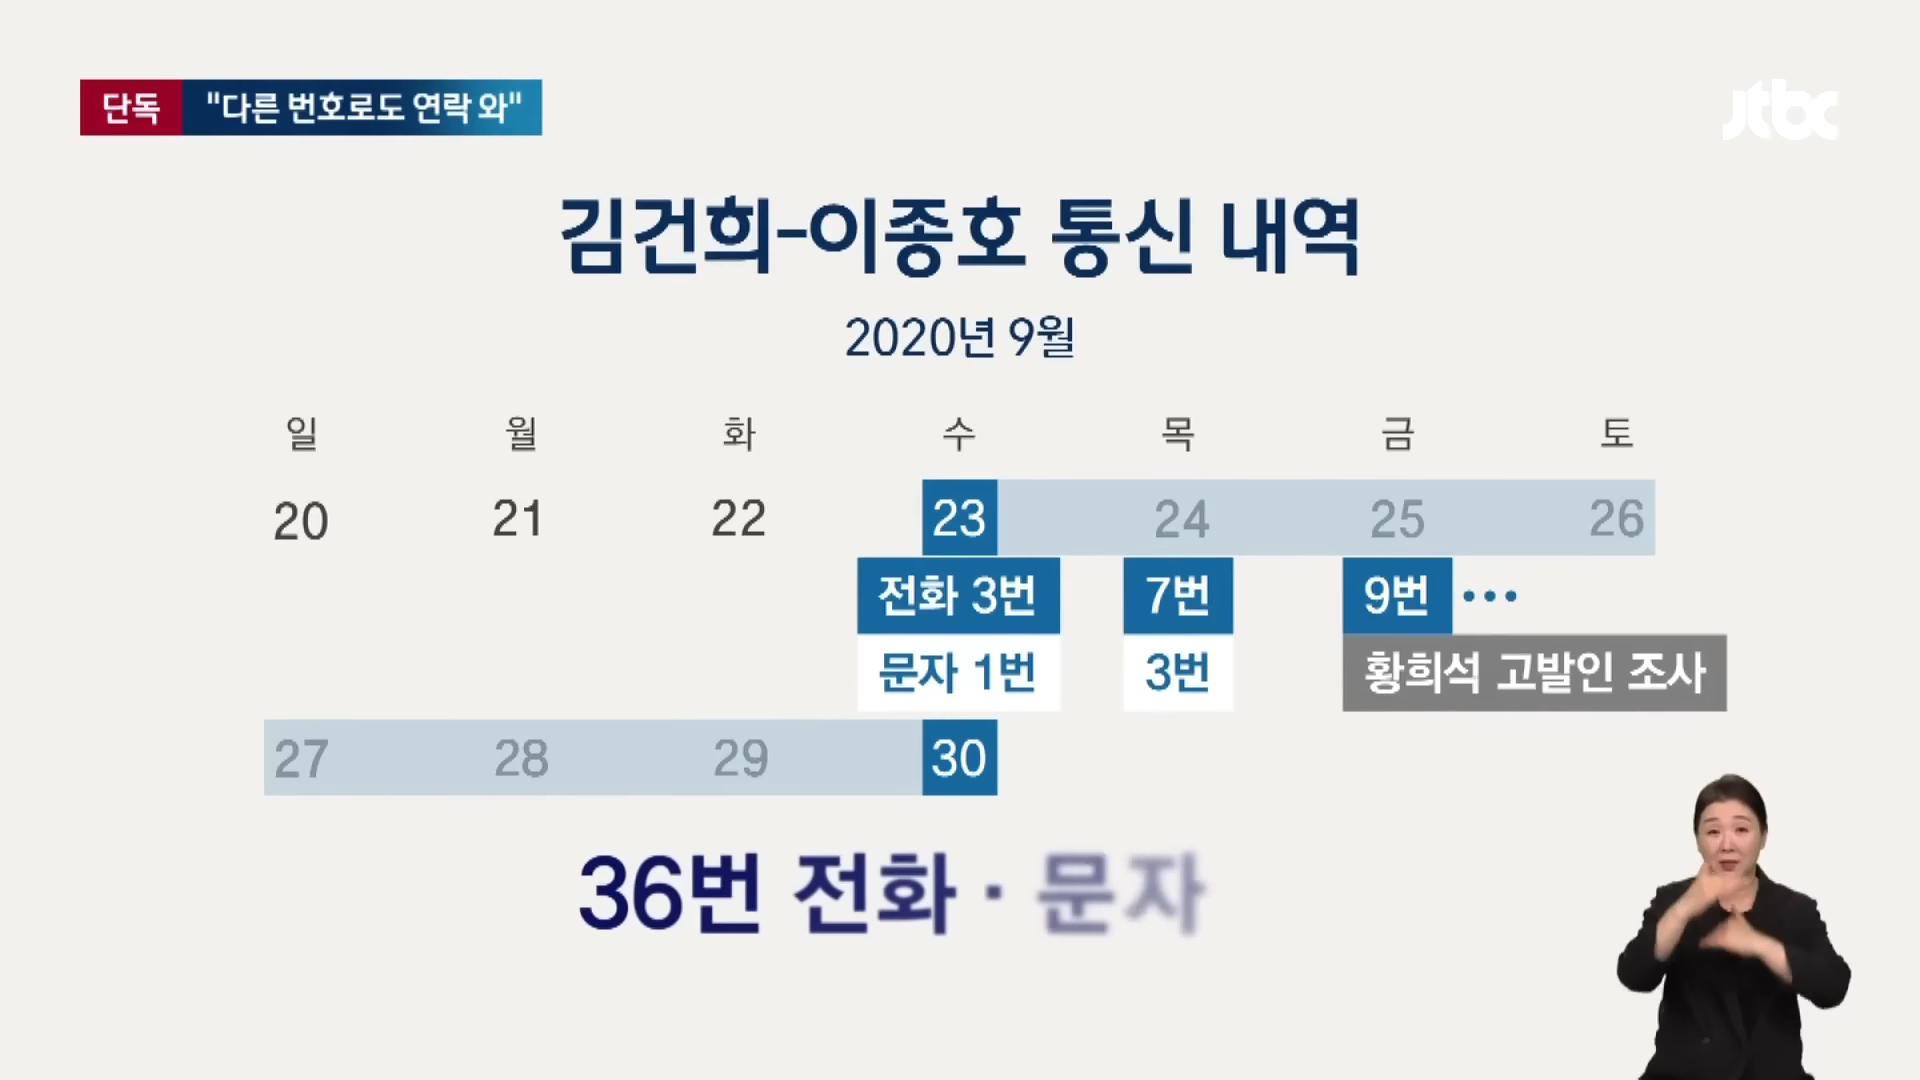 단독 "다른 번호로도 연락 와"
jtbc
김건희-이종호 통신 내역
2020년 9월
일 월 화 수 목 금 토
20 21 22 23 24 25 26
전화 3번 7번 9번 •••
문자 1번 3번 황희석 고발인 조사
27 28 29 30
36번 전화 · 문자